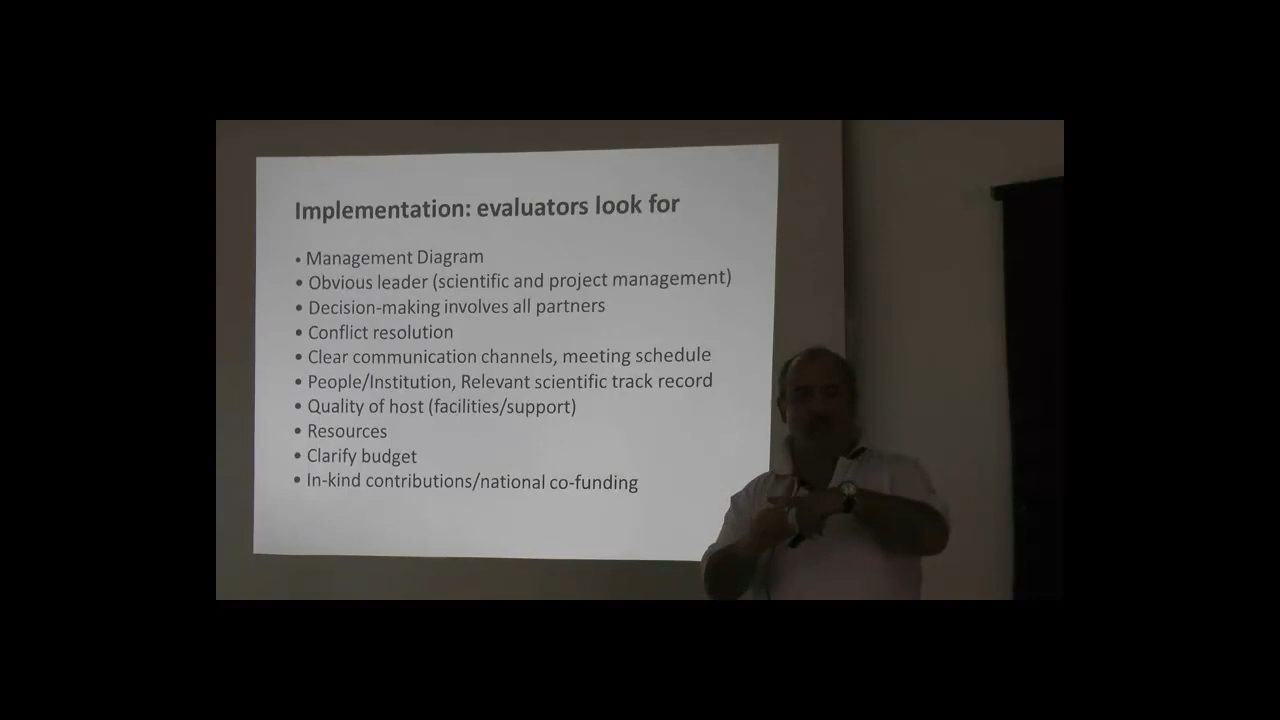 Implementation: evaluators look for
• Management Diagram
• Obvious leader (scientific and project management)
• Decision-making involves all partners
• Conflict resolution
• Clear communication channels, meeting schedule
• People/Institution, Relevant scientific track record
• Quality of host (facilities/support)
• Resources
• Clarify budget
• In-kind contributions/national co-funding